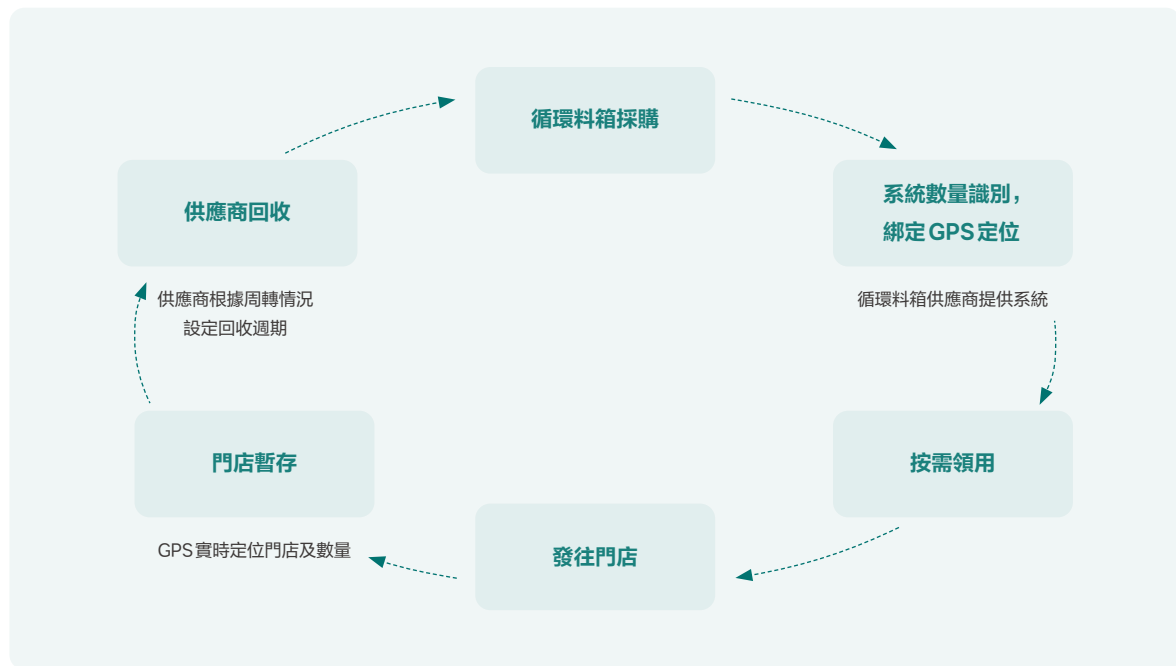 循環料箱採購
系統數量識別，
綁定GPS定位
循環料箱供應商提供系統
按需領用
發往門店
門店暫存
GPS實時定位門店及數量
供應商回收
供應商根據周轉情況
設定回收週期